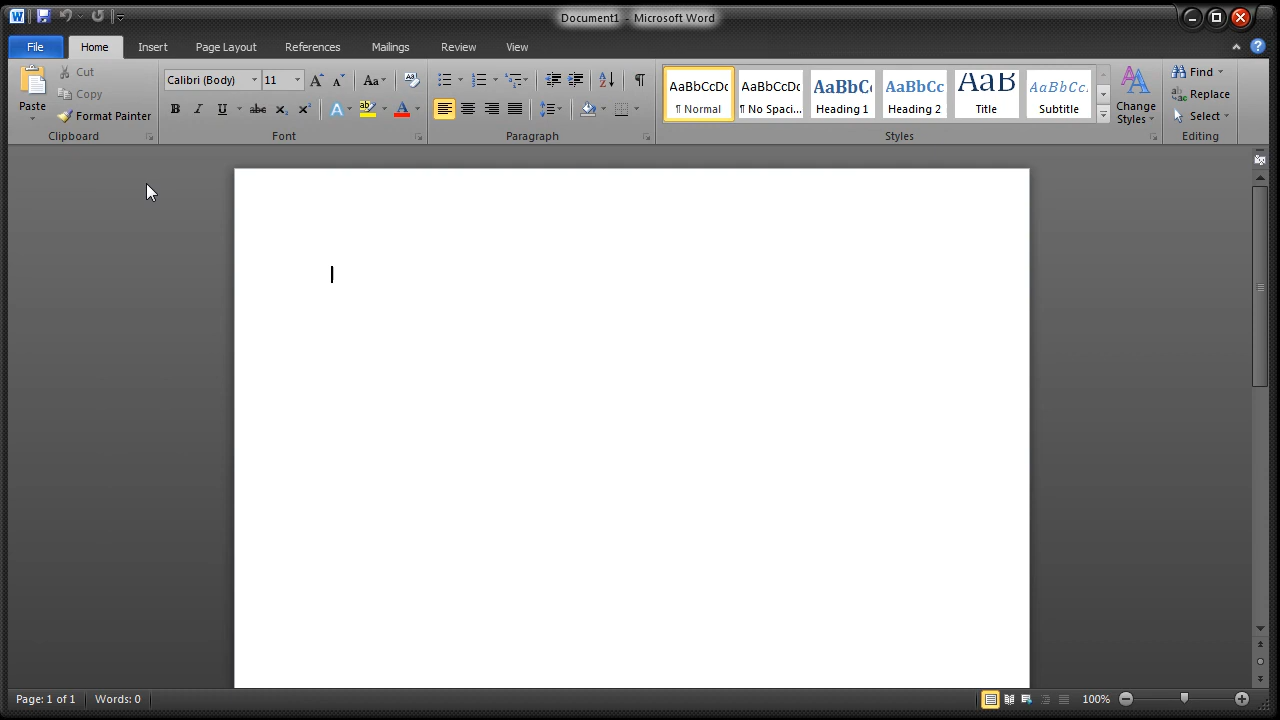 Document1 - Microsoft Word
File Home Insert Page Layout References Mailings Review View
Paste
Cut
Copy
Format Painter
Clipboard
Calibri (Body) 11
Font
Paragraph
AaBbCcDc AaBbCcDc AaBbC AaBbCc AaB AaBbCc.
¶ Normal ¶ No Spaci... Heading 1 Heading 2 Title Subtitle
Change
Styles
Styles
Find
Replace
Select
Editing
Page: 1 of 1 Words: 0 100%